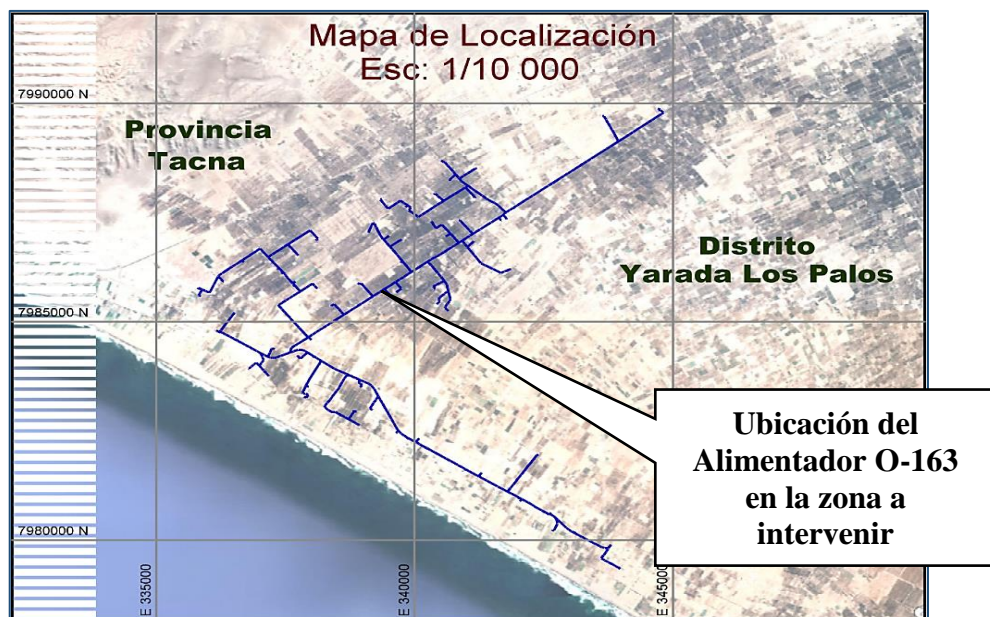 Mapa de Localización
Esc: 1/10 000
7990000 N
Provincia
Tacna
Distrito
Yarada Los Palos
7985000 N
Ubicación del
Alimentador O-163
en la zona a
intervenir
7980000 N
E 335000
E 340000
E 345000